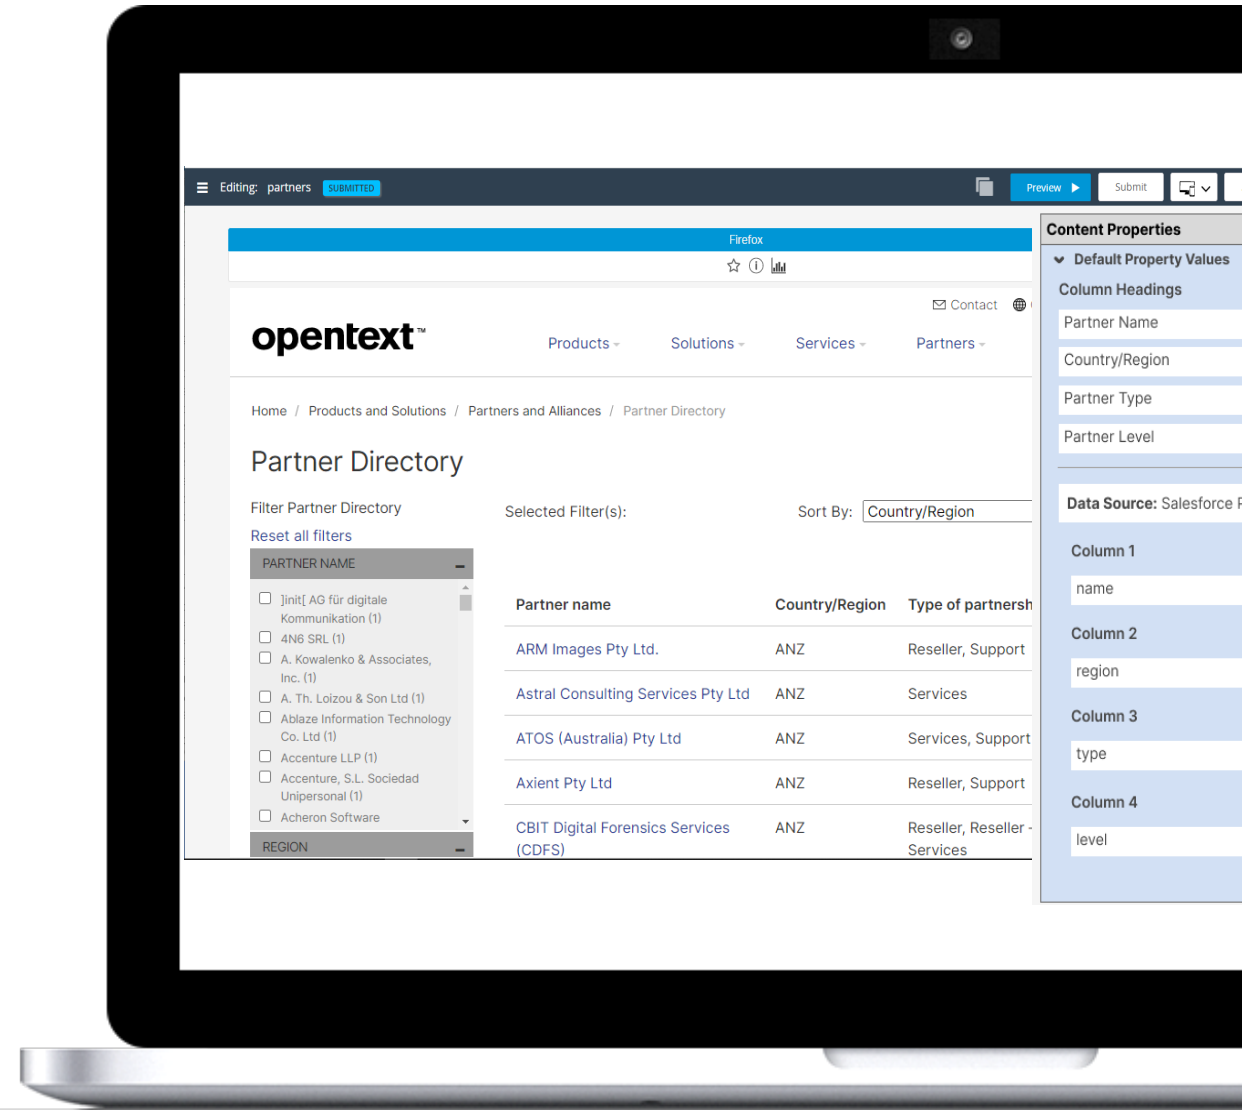 Editing: partners SUBMITTED
Preview
Submit
Firefox
Contact
opentext™
Products
Solutions
Services
Partners
Home / Products and Solutions / Partners and Alliances / Partner Directory
Partner Directory
Filter Partner Directory
Reset all filters
PARTNER NAME
]init[ AG für digitale
Kommunikation (1)
4N6 SRL (1)
A. Kowalenko & Associates,
Inc. (1)
A. Th. Loizou & Son Ltd (1)
Ablaze Information Technology
Co. Ltd (1)
Accenture LLP (1)
Accenture, S.L. Sociedad
Unipersonal (1)
Acheron Software
REGION
Selected Filter(s):
Sort By: Country/Region
Partner name Country/Region Type of partnersh
ARM Images Pty Ltd. ANZ Reseller, Support
Astral Consulting Services Pty Ltd ANZ Services
ATOS (Australia) Pty Ltd ANZ Services, Support
Axient Pty Ltd ANZ Reseller, Support
CBIT Digital Forensics Services ANZ Reseller, Reseller -
(CDFS) Services
Content Properties
Default Property Values
Column Headings
Partner Name
Country/Region
Partner Type
Partner Level
Data Source: Salesforce
Column 1
name
Column 2
region
Column 3
type
Column 4
level